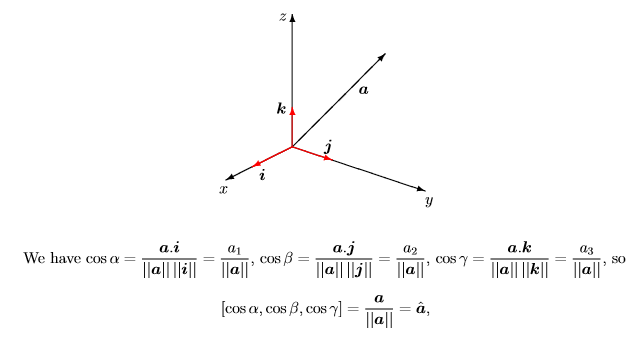 z
a
k
j
i
x
y
We have cos α = a.i / ||a|| ||i|| = a₁ / ||a||, cos β = a.j / ||a|| ||j|| = a₂ / ||a||, cos γ = a.k / ||a|| ||k|| = a₃ / ||a||, so
[cos α, cos β, cos γ] = a / ||a|| = â,